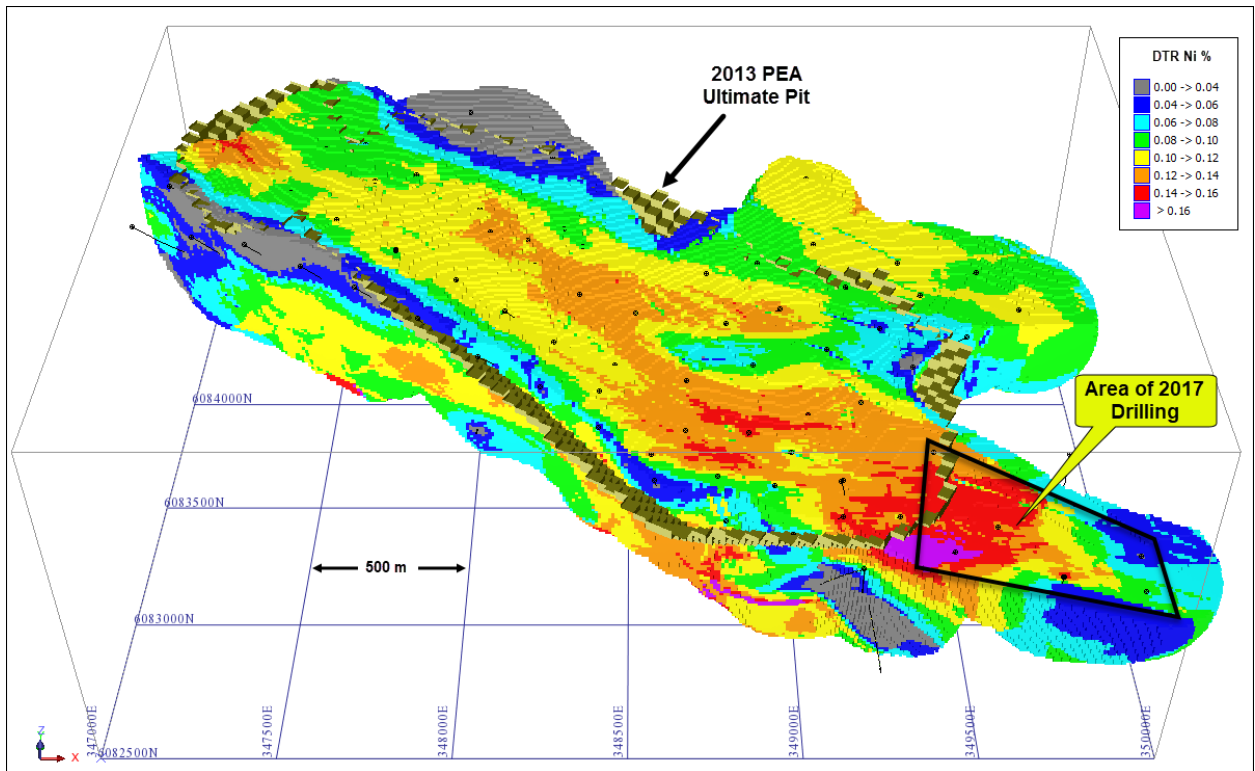 2013 PEA
Ultimate Pit
DTR Ni %
0.00 -> 0.04
0.04 -> 0.06
0.06 -> 0.08
0.08 -> 0.10
0.10 -> 0.12
0.12 -> 0.14
0.14 -> 0.16
> 0.16
Area of 2017
Drilling
6084000N
6083500N
500 m
6083000N
347000E
347500E
348000E
348500E
349000E
349500E
350000E
6082500N
Z
X